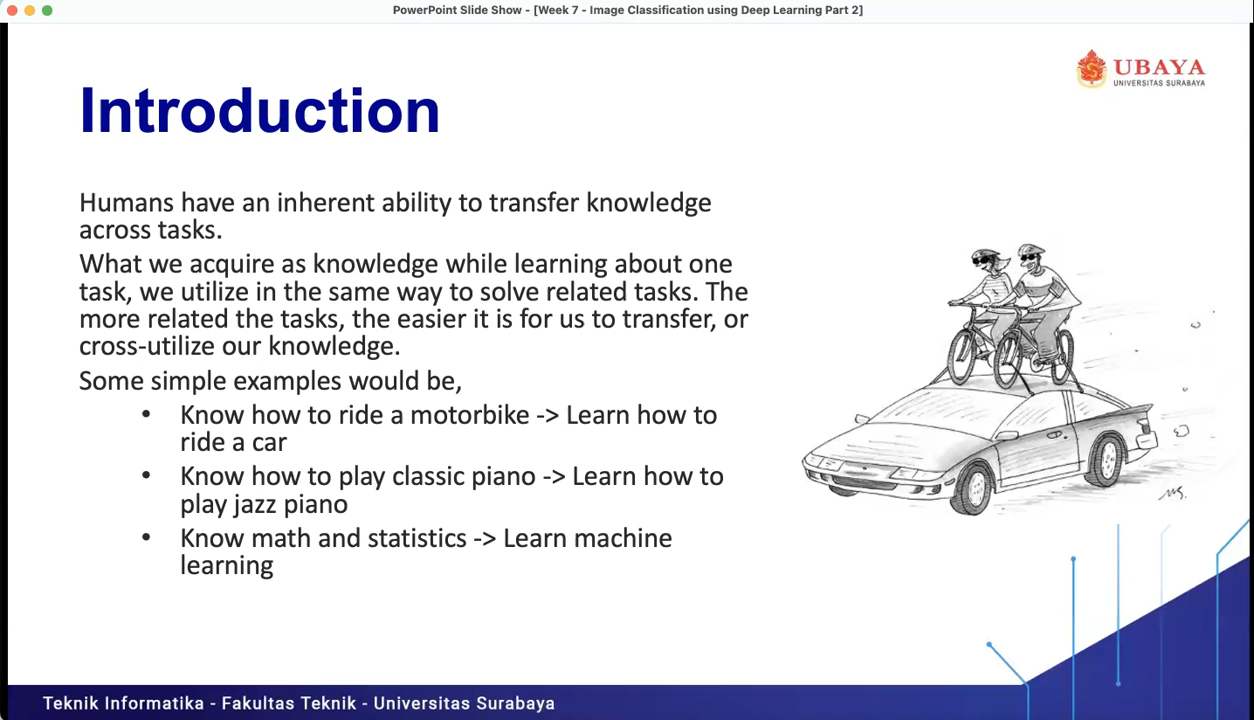 PowerPoint Slide Show - [Week 7 - Image Classification using Deep Learning Part 2]
UBAYA
UNIVERSITAS SURABAYA
Introduction
Humans have an inherent ability to transfer knowledge
across tasks.
What we acquire as knowledge while learning about one
task, we utilize in the same way to solve related tasks. The
more related the tasks, the easier it is for us to transfer, or
cross-utilize our knowledge.
Some simple examples would be,
• Know how to ride a motorbike -> Learn how to
ride a car
• Know how to play classic piano -> Learn how to
play jazz piano
• Know math and statistics -> Learn machine
learning
Teknik Informatika - Fakultas Teknik - Universitas Surabaya